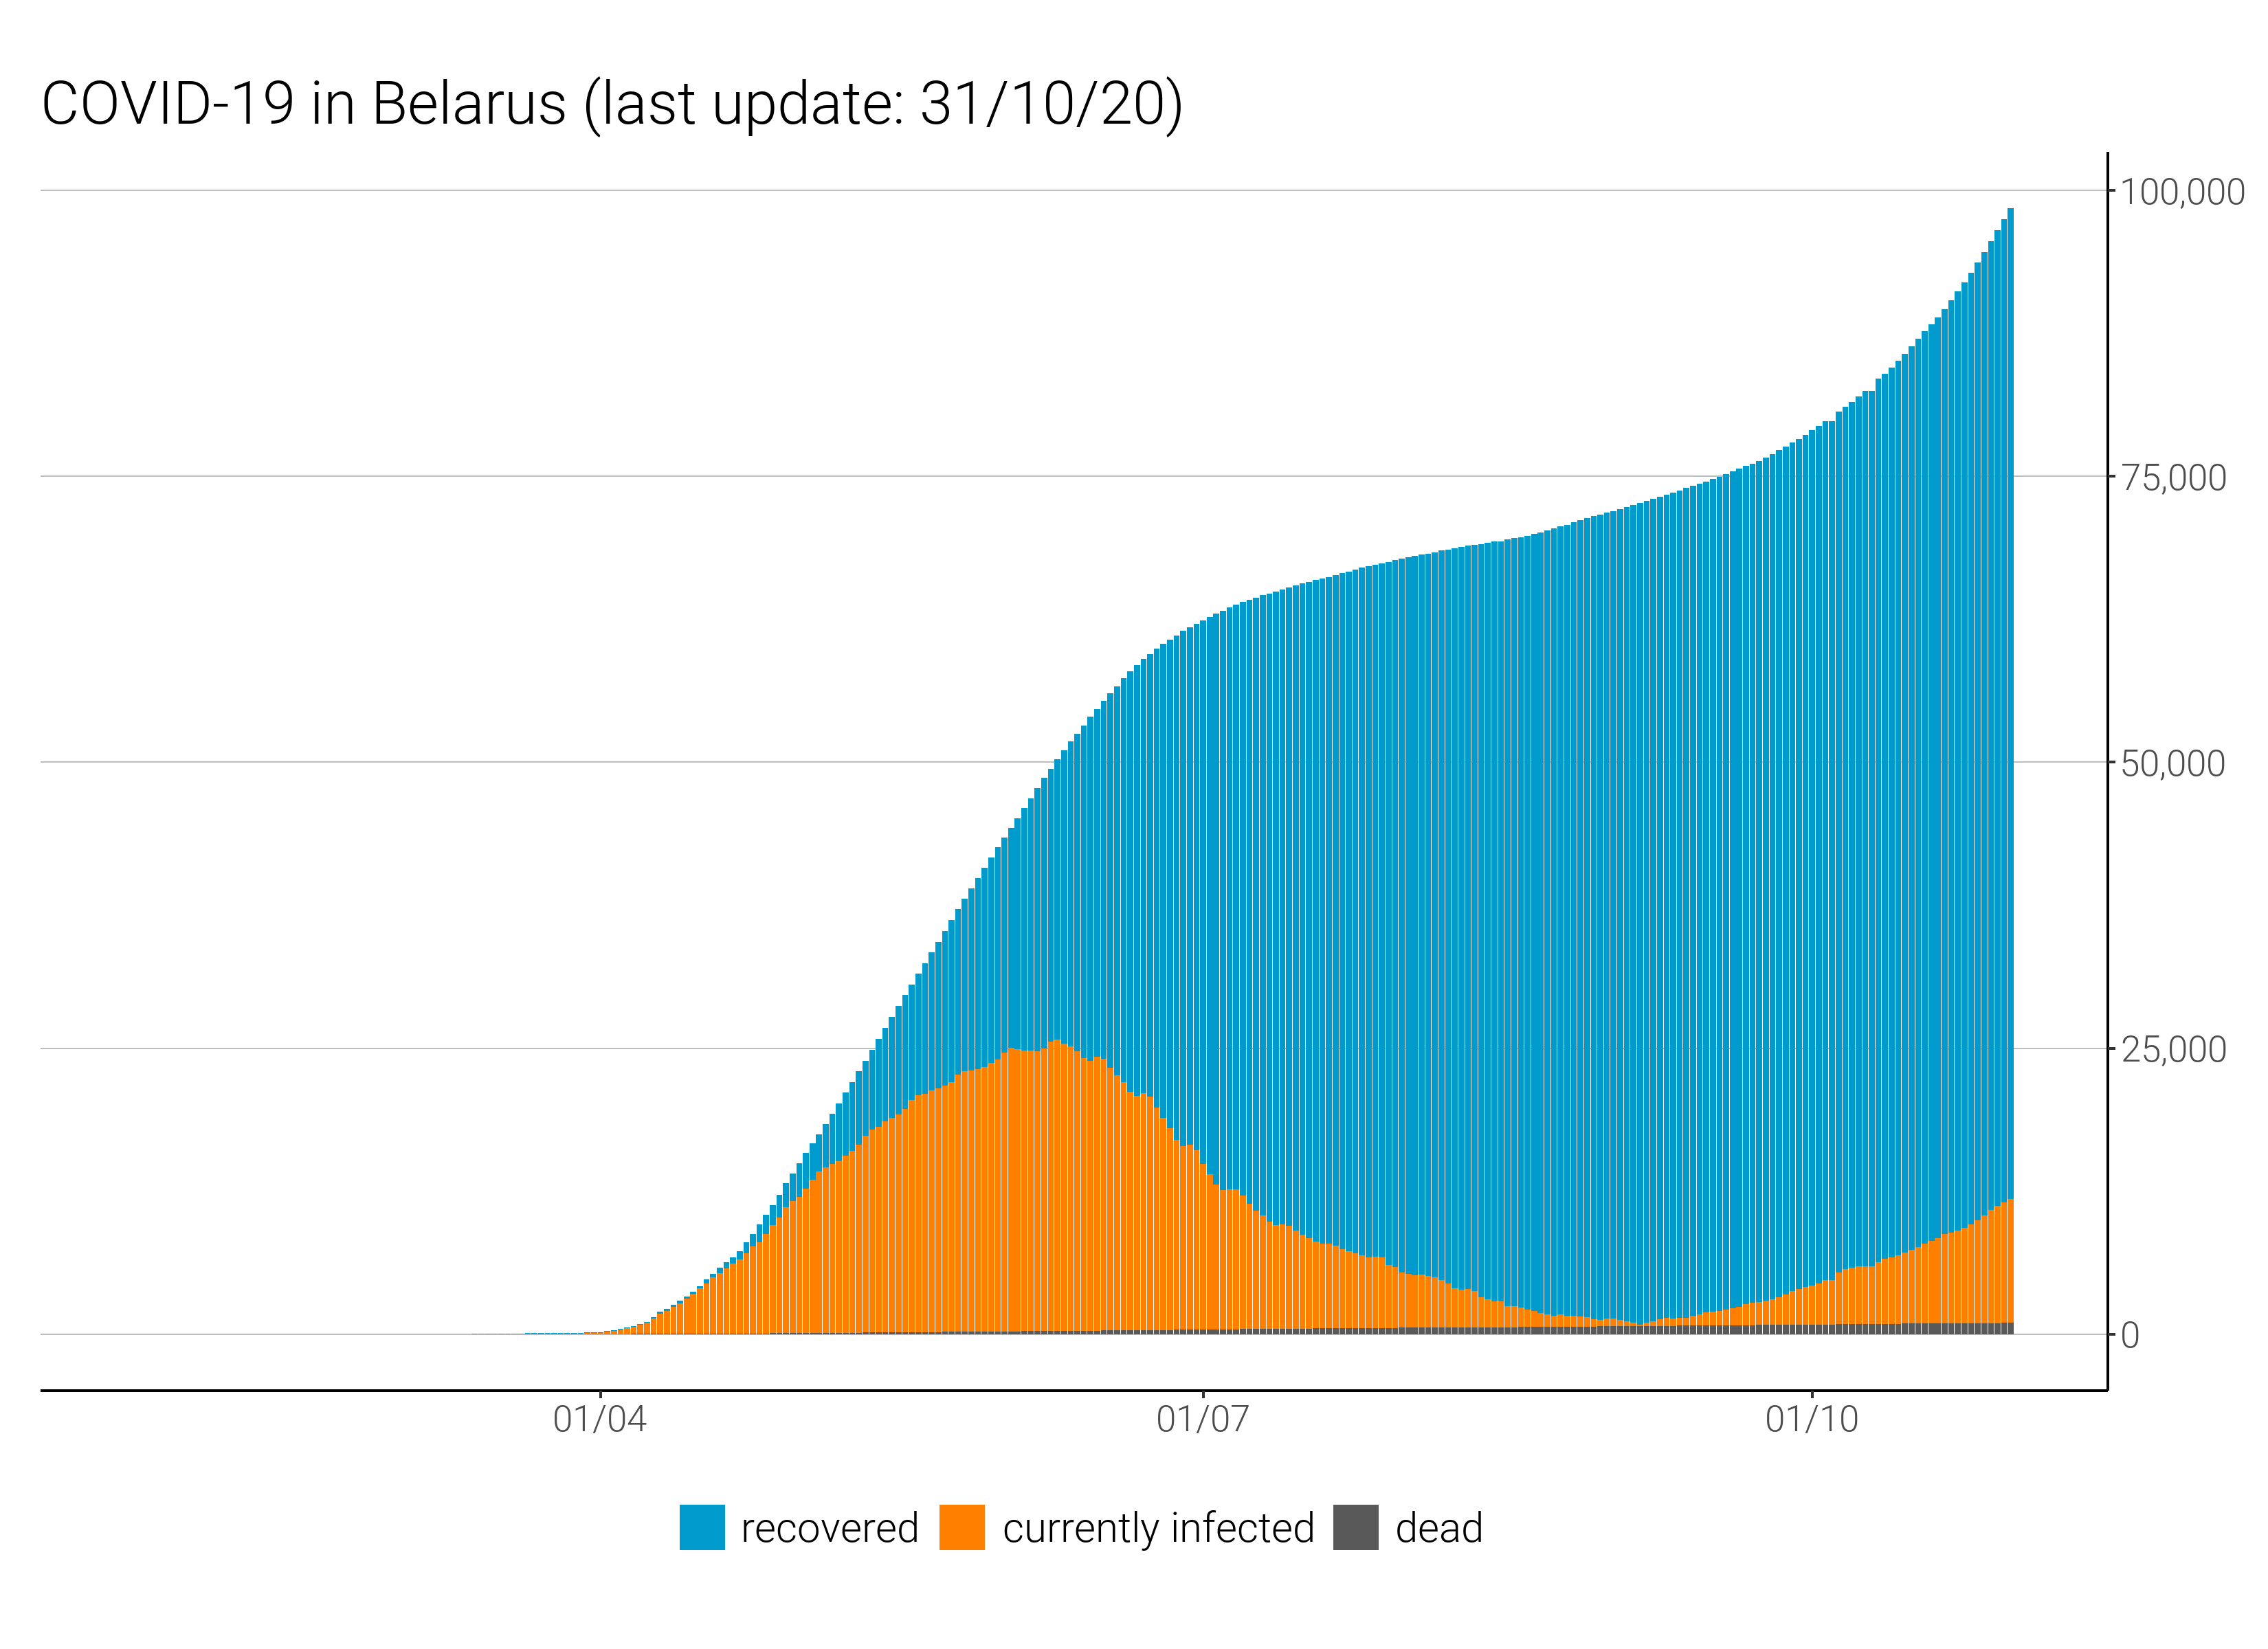 COVID-19 in Belarus (last update: 31/10/20)
100,000
75,000
50,000
25,000
0
01/04 01/07 01/10
recovered currently infected dead